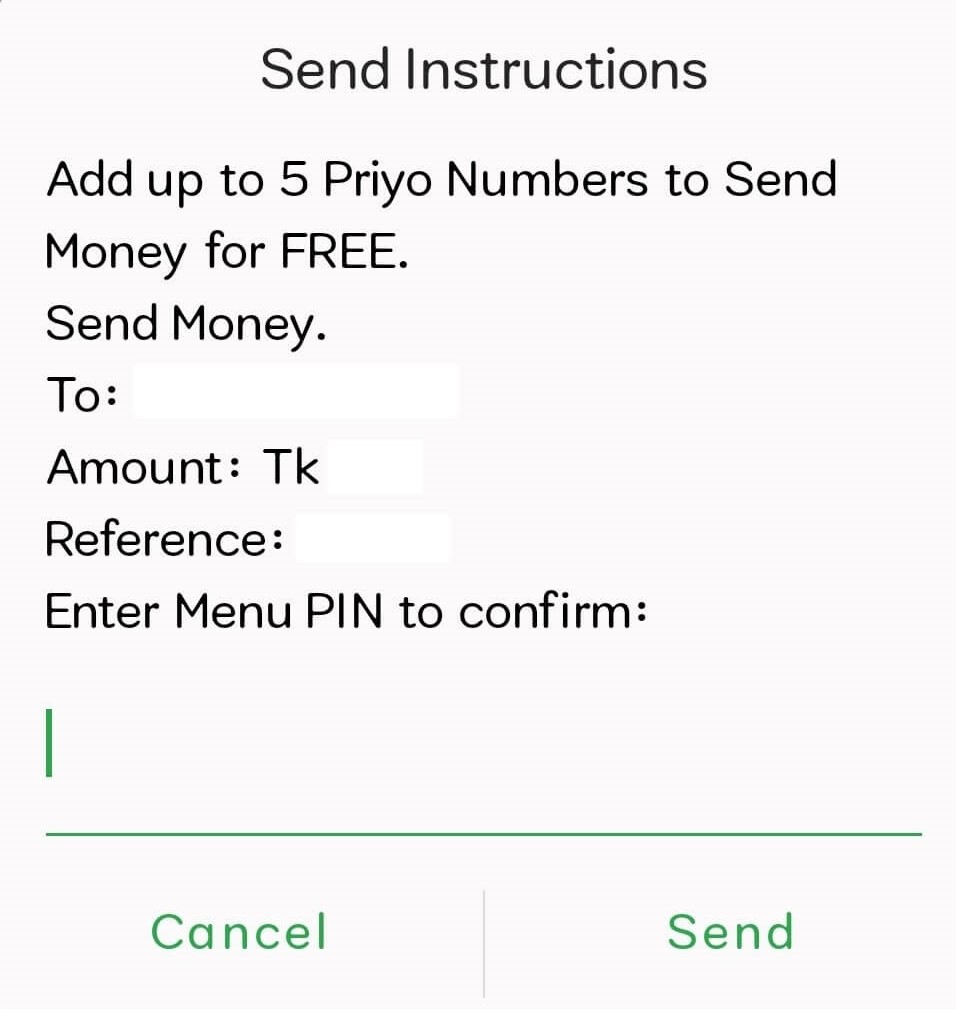 Send Instructions
Add up to 5 Priyo Numbers to Send
Money for FREE.
Send Money.
To:
Amount: Tk
Reference:
Enter Menu PIN to confirm:
Cancel
Send